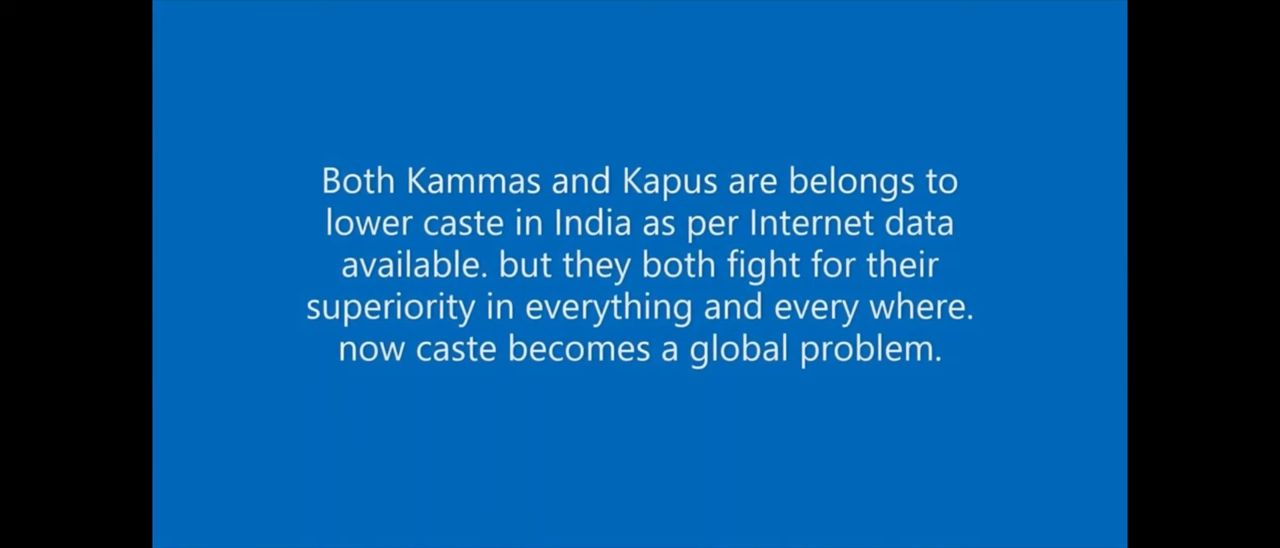 Both Kammas and Kapus are belongs to
lower caste in India as per Internet data
available. but they both fight for their
superiority in everything and every where.
now caste becomes a global problem.